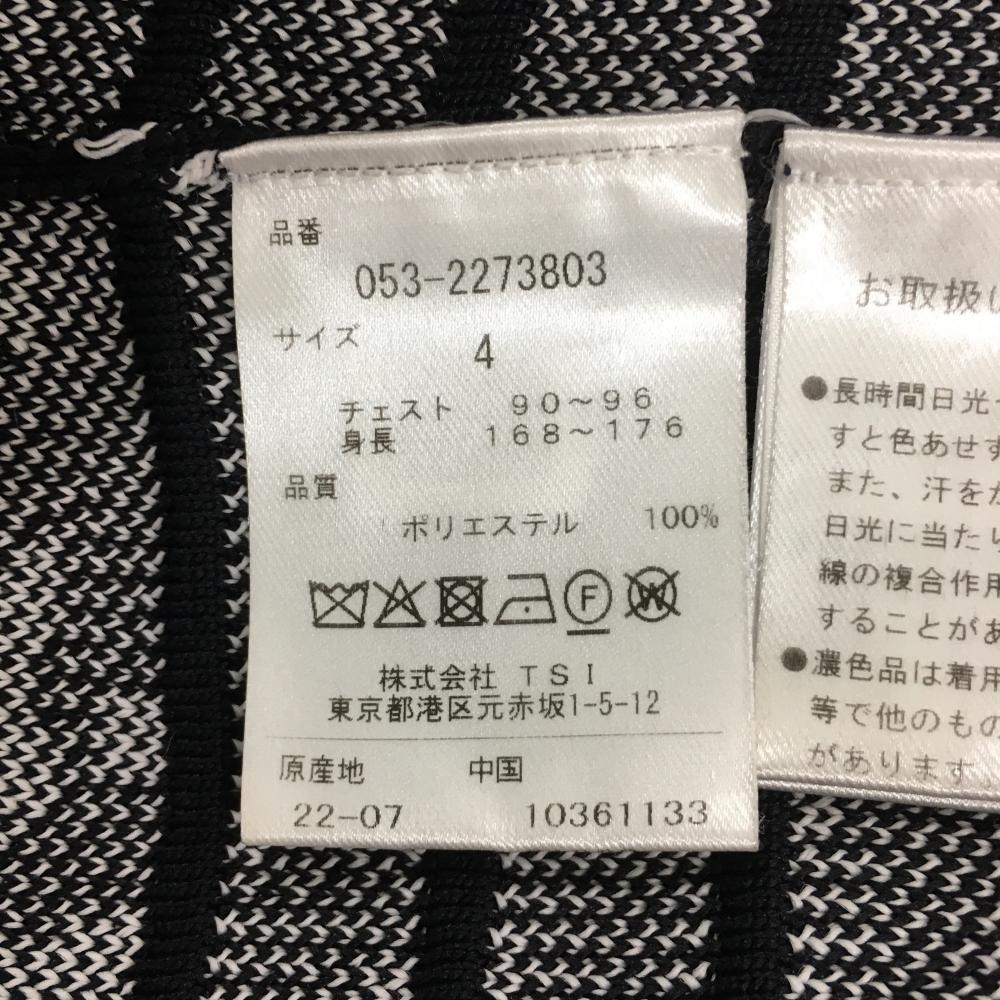 品番
053-2273803
サイズ
4
チェスト 90～96
身長 168～176
品質
ポリエステル 100%
F
W
株式会社 TSI
東京都港区元赤坂1-5-12
原産地 中国
22-07 10361133
お取扱い
●長時間日光
すと色あせす
また、汗をか
日光に当たり
線の複合作用
することがあ
●濃色品は着用
等で他のもの
があります